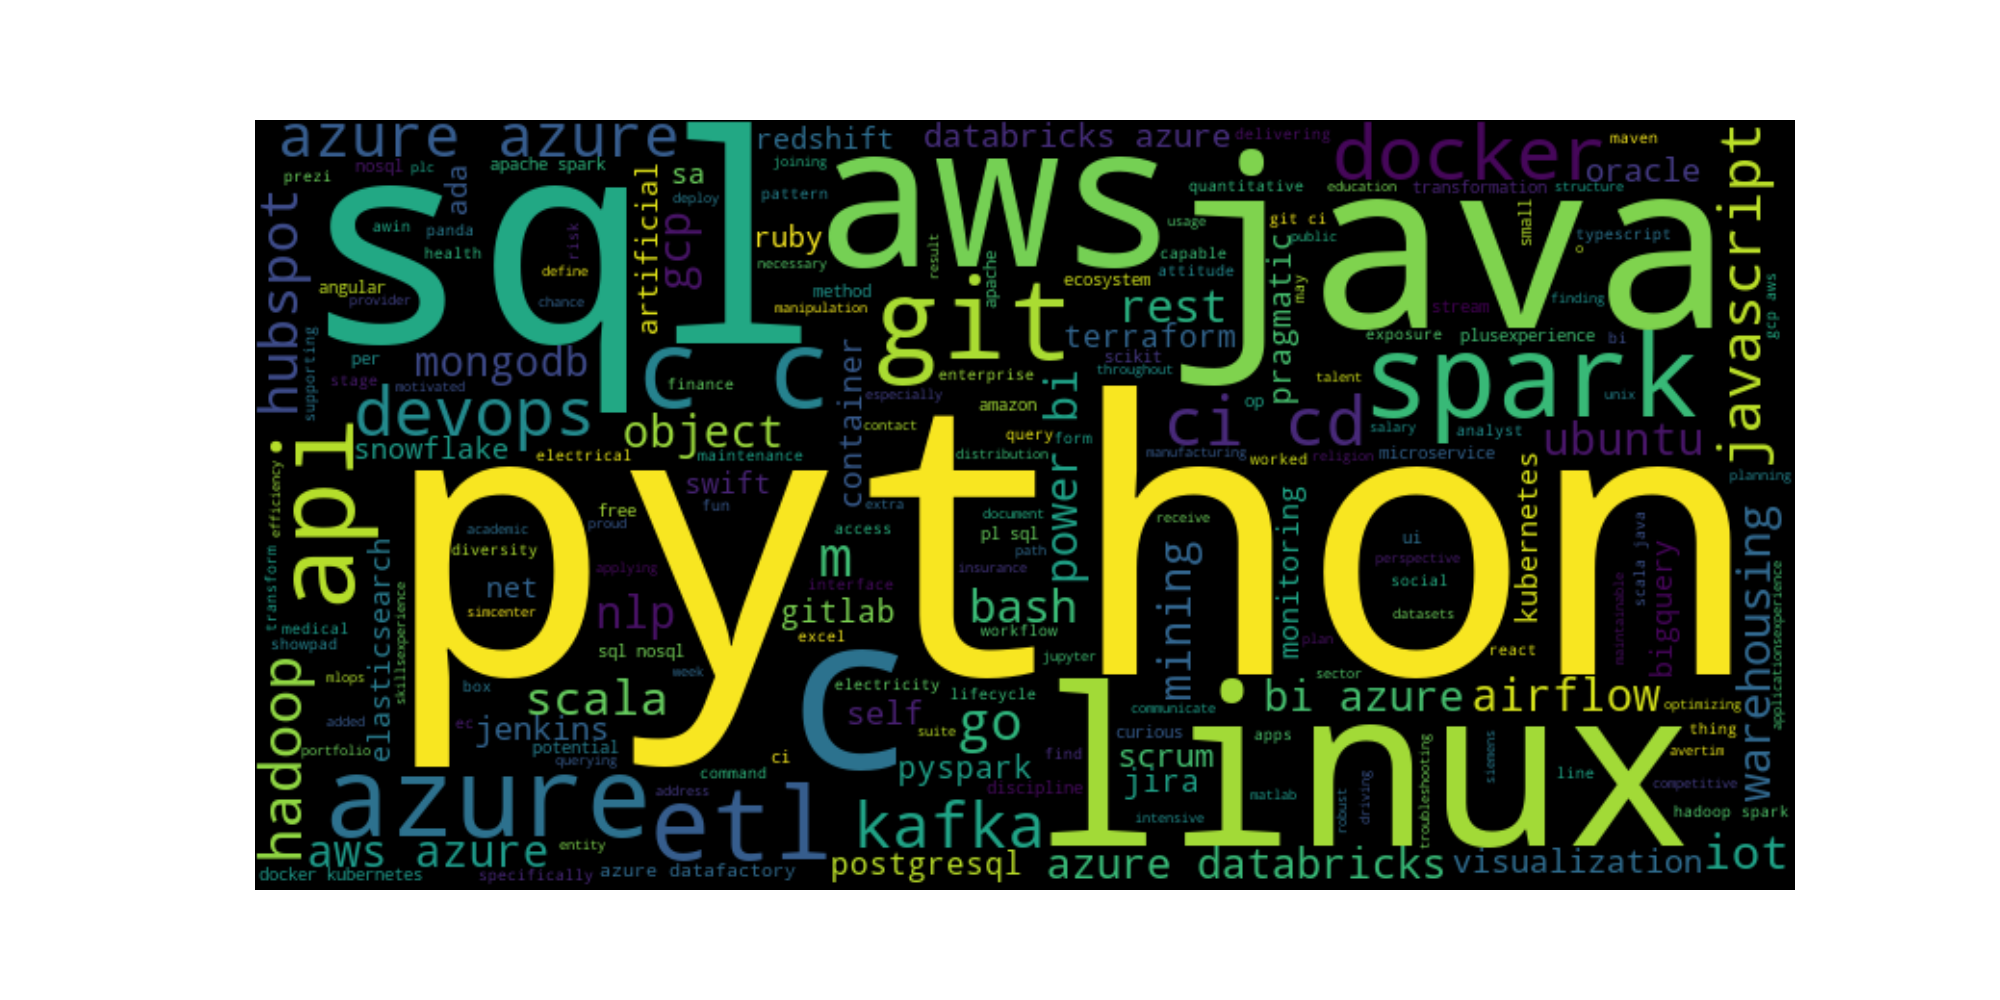 azure azure
redshift
databricks azure
delivering
docker
maven
nosql
plc
apache spark
joining
oracle
prezi
ada
artificial
sa
deploy
pattern
sql
aws
java
quantitative
education
transformation
structure
javascript
hubspot
awin
panda
risk
gcp
ruby
usage
git ci
public
small
typescript
o
health
define
necessary
result
apache
capable
attitude
pragmatic
may
angular
provider
chance
method
manipulation
ecosystem
git
rest
stream
finding
gcp aws
supporting
per
mongodb
c c
container
terraform
scikit
throughout
exposure
plusexperience
bi
stage
motivated
finance
enterprise
especially
talent
spark
unix
devops
object
contact
amazon
power bi
ci cd
op
salary
analyst
ubuntu
snowflake
electrical
maintenance
query
form
distribution
manufacturing
worked
religion
microservice
planning
api
efficiency
python
swift
fun
free
proud
extra
access
document
pl sql
path
receive
monitoring
kubernetes
warehousing
academic
diversity
applying
m
interface
insurance
mining
ui
perspective
social
datasets
scala java
maintainable
bigquery
transform
elasticsearch
skillsexperience
applicationsexperience
net
simcenter
nlp
gitlab
excel
bash
workflow
medical
showpad
sql nosql
jupyter
plan
react
hadoop
mlops
box
scala
week
c
electricity
lifecycle
communicate
sector
bi azure
airflow
optimizing
added
ec
jenkins
self
suite
go
linux
curious
apps
thing
portfolio
potential
querying
ci
find
scrum
troubleshooting
siemens
avertim
azure
command
pyspark
discipline
jira
matlab
robust
driving
line
competitive
address
etl
kafka
intensive
hadoop spark
aws azure
entity
docker kubernetes
specifically
azure datafactory
postgresql
azure databricks
visualization
iot